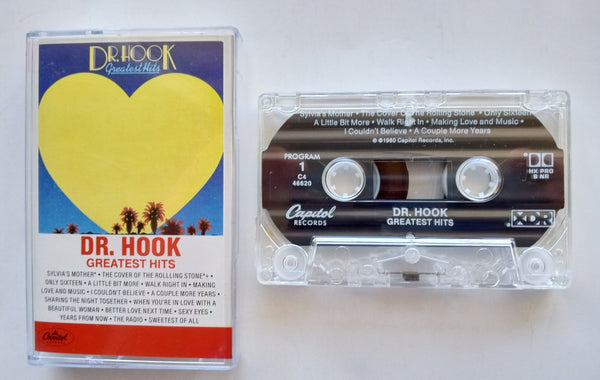 DR. HOOK
Greatest Hits
DR. HOOK
GREATEST HITS
SYLVIA'S MOTHER* • THE COVER OF THE ROLLLING STONE*+ •
ONLY SIXTEEN • A LITTLE BIT MORE • WALK RIGHT IN • MAKING
LOVE AND MUSIC • I COULDN'T BELIEVE • A COUPLE MORE YEARS •
SHARING THE NIGHT TOGETHER • WHEN YOU'RE IN LOVE WITH A
BEAUTIFUL WOMAN • BETTER LOVE NEXT TIME • SEXY EYES •
YEARS FROM NOW • THE RADIO • SWEETEST OF ALL
Capitol
Sylvia's Mother • The Cover Of The Rolling Stone • Only Sixteen
A Little Bit More • Walk Right In • Making Love and Music •
I Couldn't Believe • A Couple More Years
©1980 Capitol Records, Inc.
PROGRAM
1
C4
46620
HX PRO
B NR
Capitol
RECORDS
DR. HOOK
GREATEST HITS
XDR